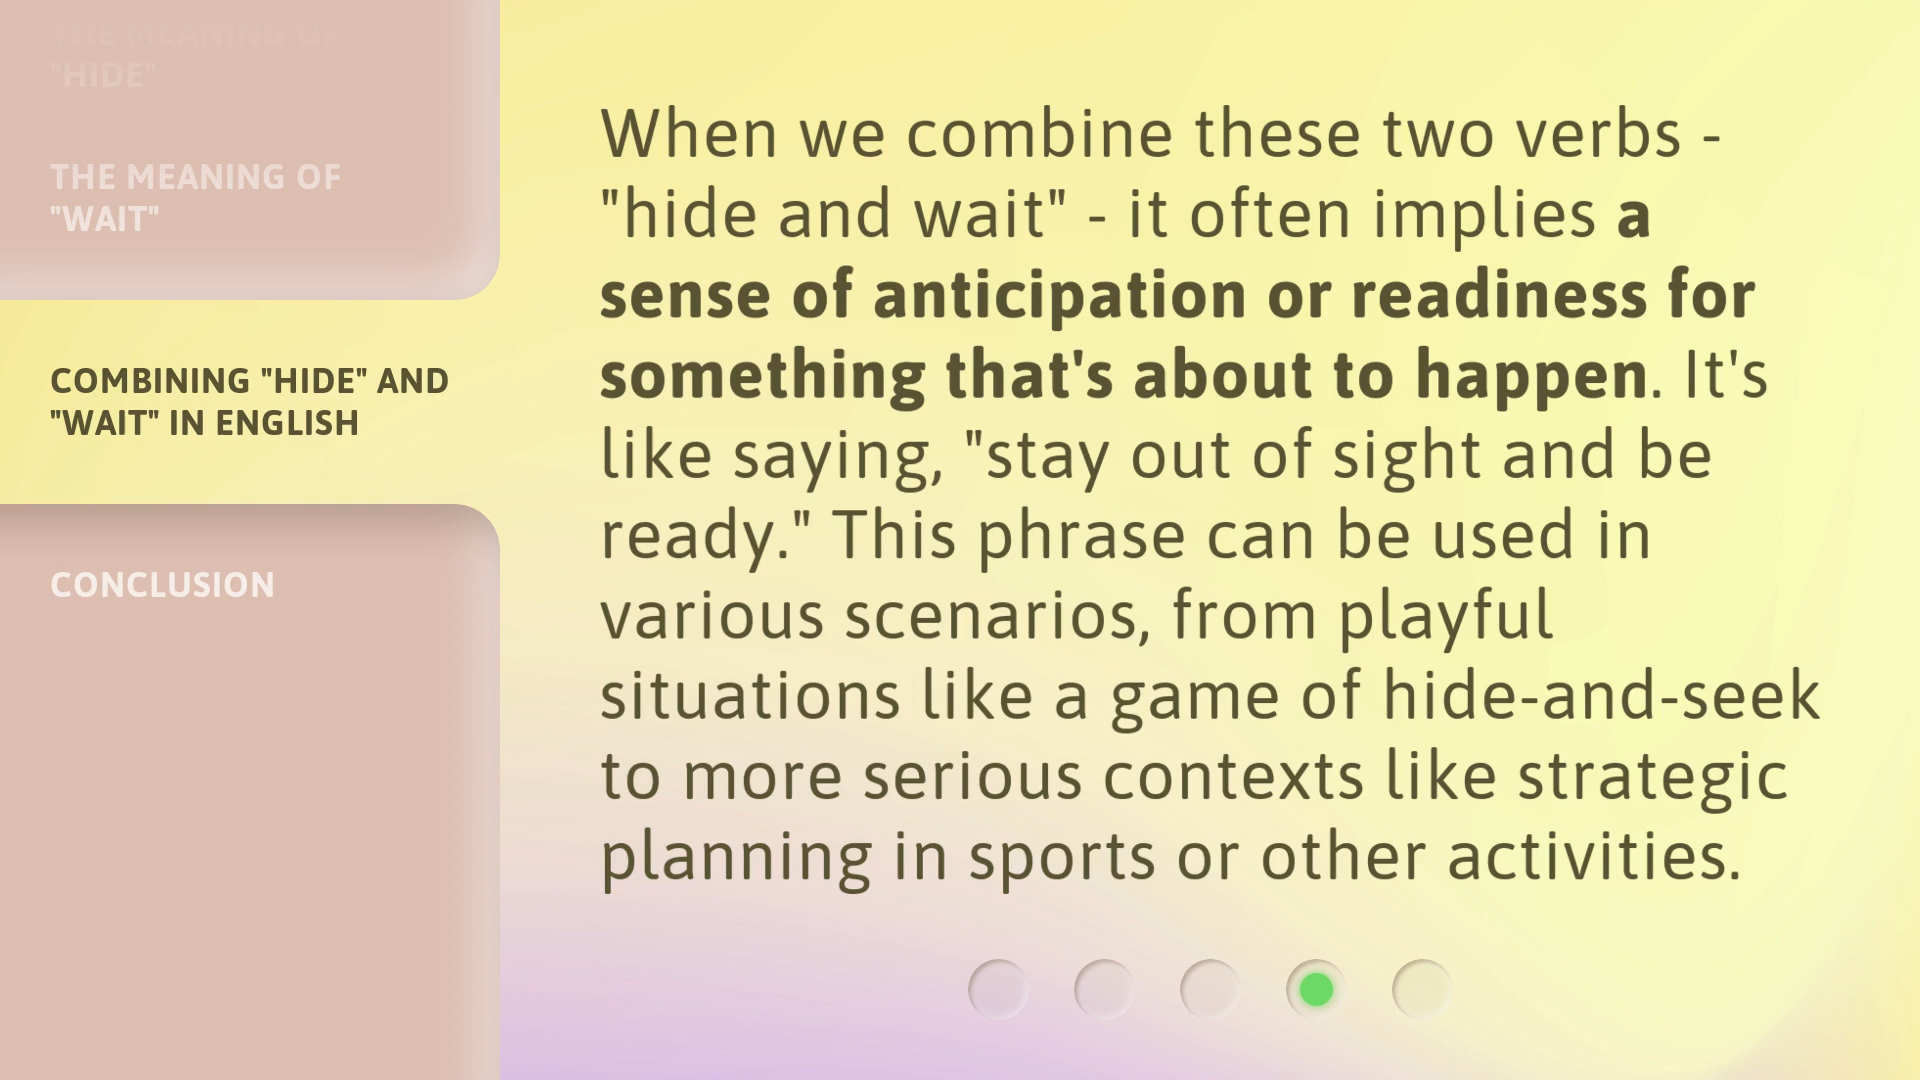 THE MEANING OF
"HIDE"
THE MEANING OF
"WAIT"
COMBINING "HIDE" AND
"WAIT" IN ENGLISH
CONCLUSION
When we combine these two verbs -
"hide and wait" - it often implies a
sense of anticipation or readiness for
something that's about to happen. It's
like saying, "stay out of sight and be
ready." This phrase can be used in
various scenarios, from playful
situations like a game of hide-and-seek
to more serious contexts like strategic
planning in sports or other activities.